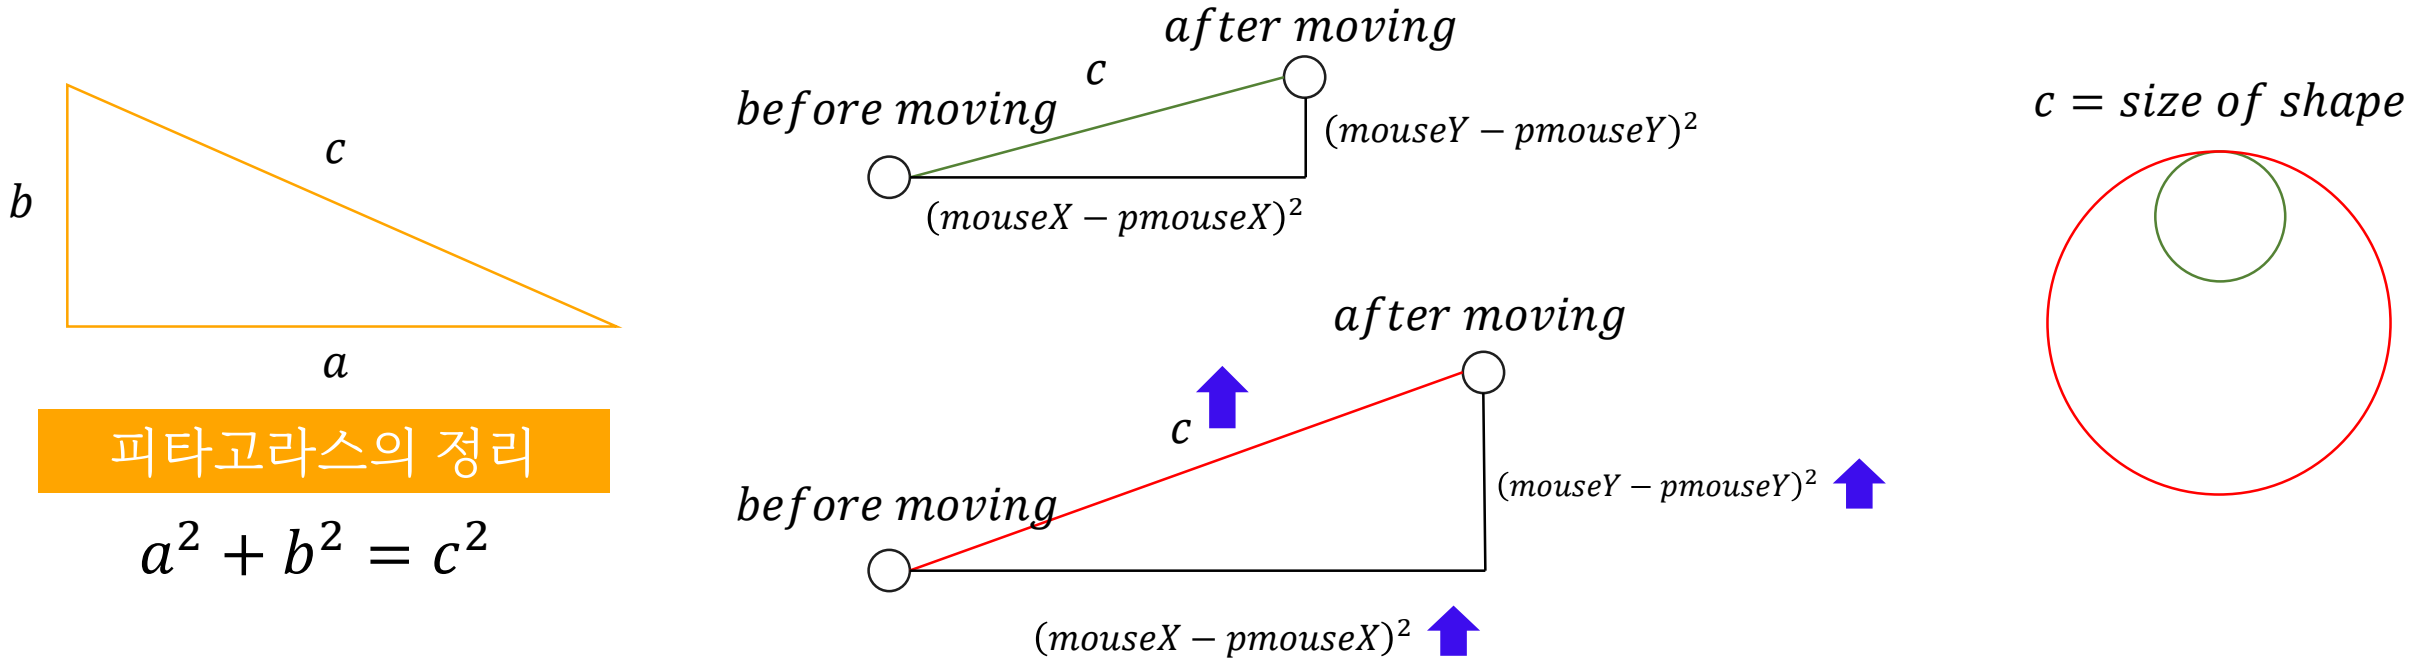 b
c
a
피타고라스의 정리
a² + b² = c²
after moving
c
before moving
(mouseY − pmouseY)²
(mouseX − pmouseX)²
after moving
c
before moving
(mouseY − pmouseY)²
(mouseX − pmouseX)²
c = size of shape